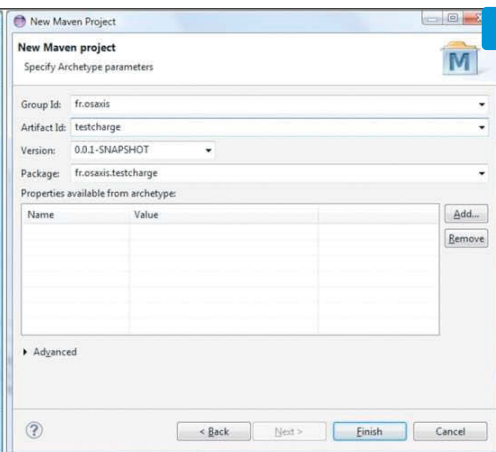 New Maven Project
New Maven project
Specify Archetype parameters
M
Group Id: fr.osaxis
Artifact Id: testcharge
Version: 0.0.1-SNAPSHOT
Package: fr.osaxis.testcharge
Properties available from archetype:
Name Value
Add...
Remove
Advanced
? < Back Next > Finish Cancel